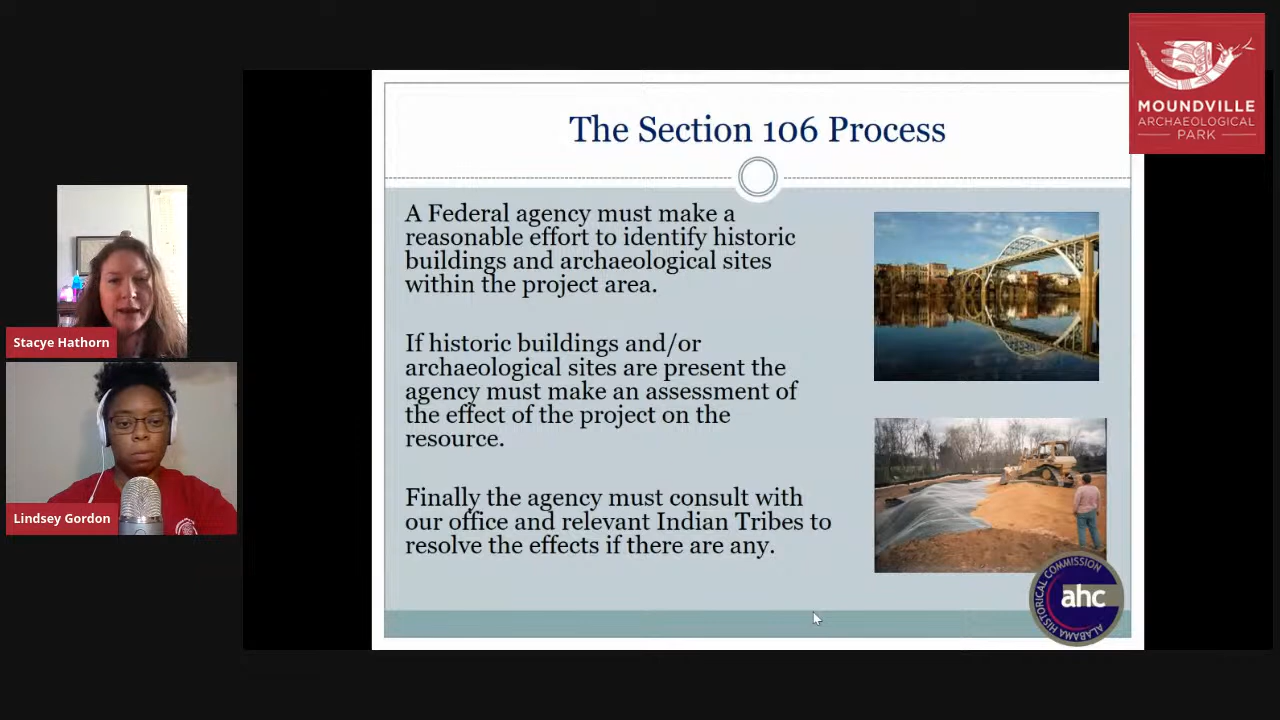 The Section 106 Process
A Federal agency must make a
reasonable effort to identify historic
buildings and archaeological sites
within the project area.
If historic buildings and/or
archaeological sites are present the
agency must make an assessment of
the effect of the project on the
resource.
Finally the agency must consult with
our office and relevant Indian Tribes to
resolve the effects if there are any.
MOUNDVILLE
ARCHAEOLOGICAL
PARK
Stacye Hathorn
Lindsey Gordon
ahc
ALABAMA HISTORICAL COMMISSION